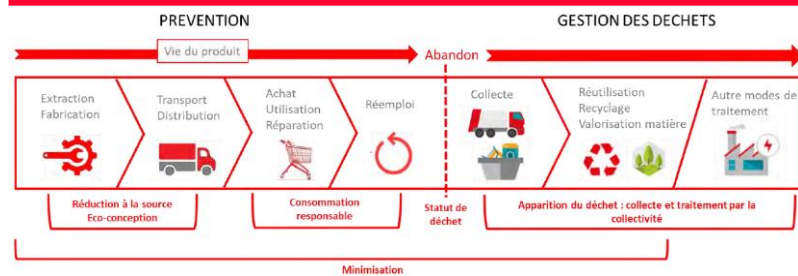 PREVENTION
GESTION DES DECHETS
Vie du produit
Abandon
Extraction
Fabrication
Transport
Distribution
Achat
Utilisation
Réparation
Réemploi
Collecte
Réutilisation
Recyclage
Valorisation matière
Autre modes de
traitement
Réduction à la source
Eco-conception
Consommation
responsable
Statut de
déchet
Apparition du déchet : collecte et traitement par la
collectivité
Minimisation